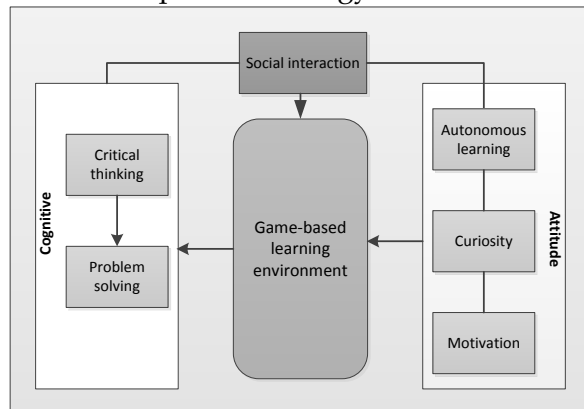 Social interaction
Cognitive
Critical
thinking
Problem
solving
Game-based
learning
environment
Autonomous
learning
Curiosity
Motivation
Attitude